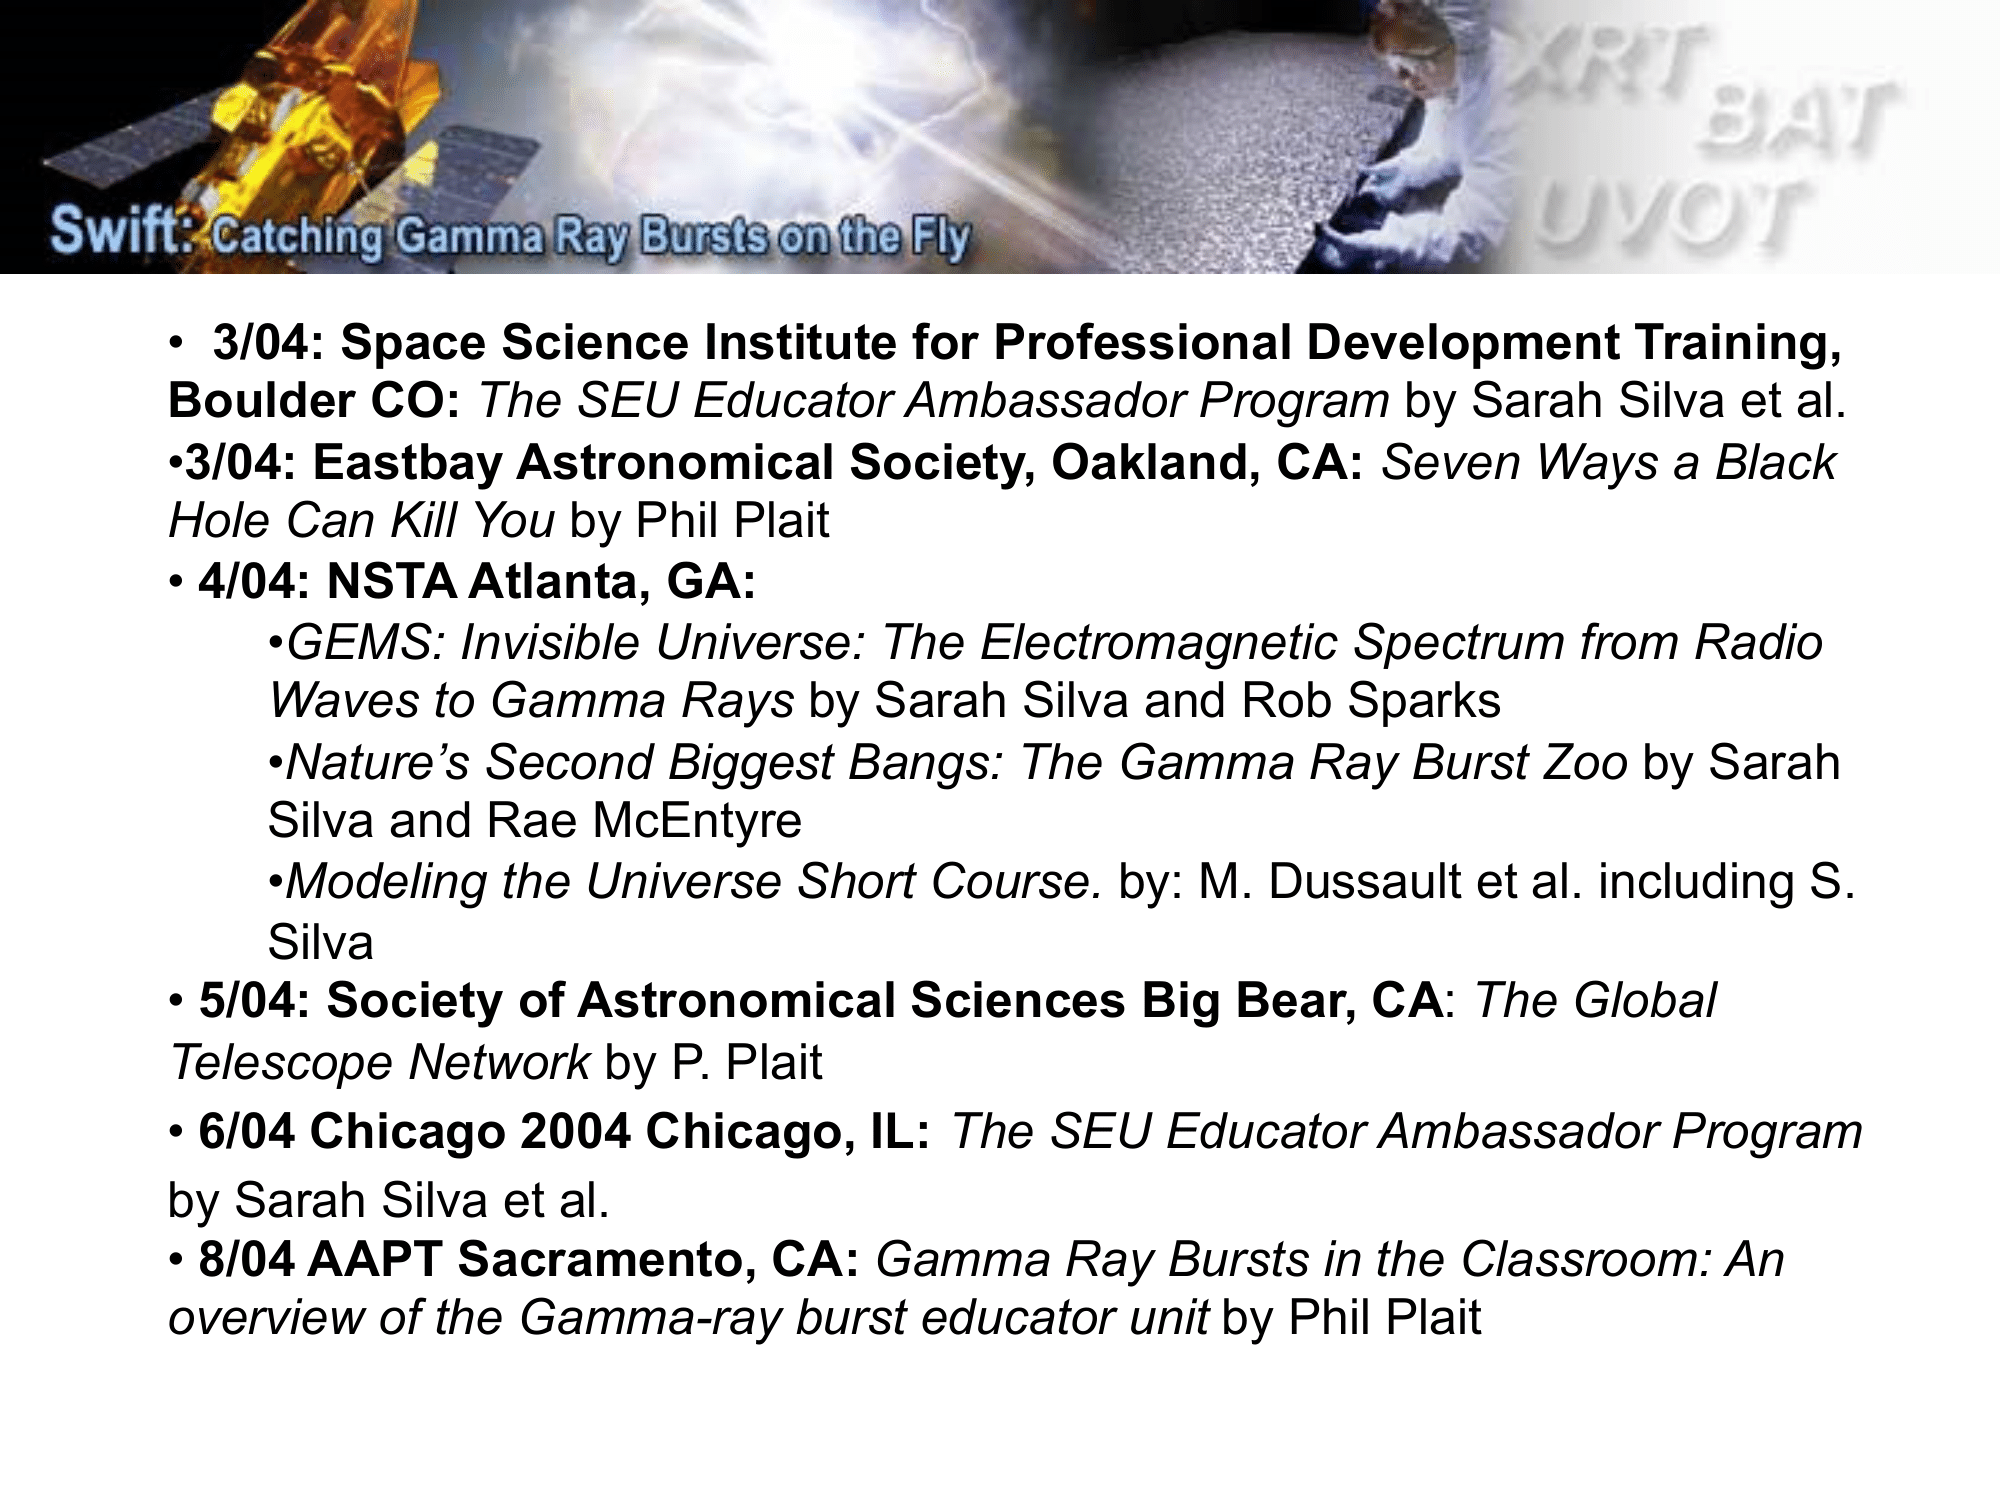 XRT
BAT
UVOT
Swift: Catching Gamma Ray Bursts on the Fly
• 3/04: Space Science Institute for Professional Development Training,
Boulder CO: The SEU Educator Ambassador Program by Sarah Silva et al.
•3/04: Eastbay Astronomical Society, Oakland, CA: Seven Ways a Black
Hole Can Kill You by Phil Plait
• 4/04: NSTA Atlanta, GA:
•GEMS: Invisible Universe: The Electromagnetic Spectrum from Radio
Waves to Gamma Rays by Sarah Silva and Rob Sparks
•Nature’s Second Biggest Bangs: The Gamma Ray Burst Zoo by Sarah
Silva and Rae McEntyre
•Modeling the Universe Short Course. by: M. Dussault et al. including S.
Silva
• 5/04: Society of Astronomical Sciences Big Bear, CA: The Global
Telescope Network by P. Plait
• 6/04 Chicago 2004 Chicago, IL: The SEU Educator Ambassador Program
by Sarah Silva et al.
• 8/04 AAPT Sacramento, CA: Gamma Ray Bursts in the Classroom: An
overview of the Gamma-ray burst educator unit by Phil Plait